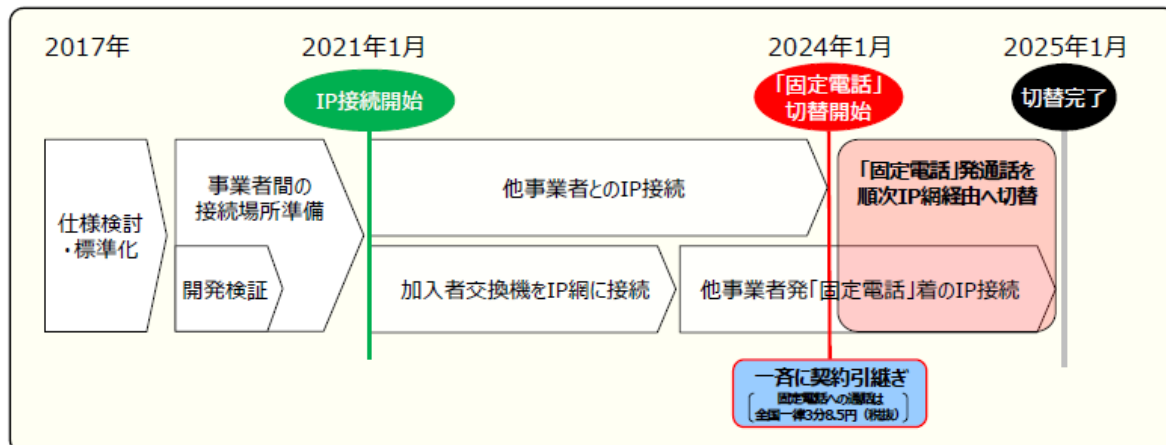 2017年
2021年1月
2024年1月
2025年1月
IP接続開始
「固定電話」
切替開始
切替完了
仕様検討
・標準化
事業者間の
接続場所準備
開発検証
他事業者とのIP接続
加入者交換機をIP網に接続
他事業者発「固定電話」着のIP接続
「固定電話」発通話を
順次IP網経由へ切替
一斉に契約引継ぎ
固定電話への通話は
全国一律3分8.5円（税抜）